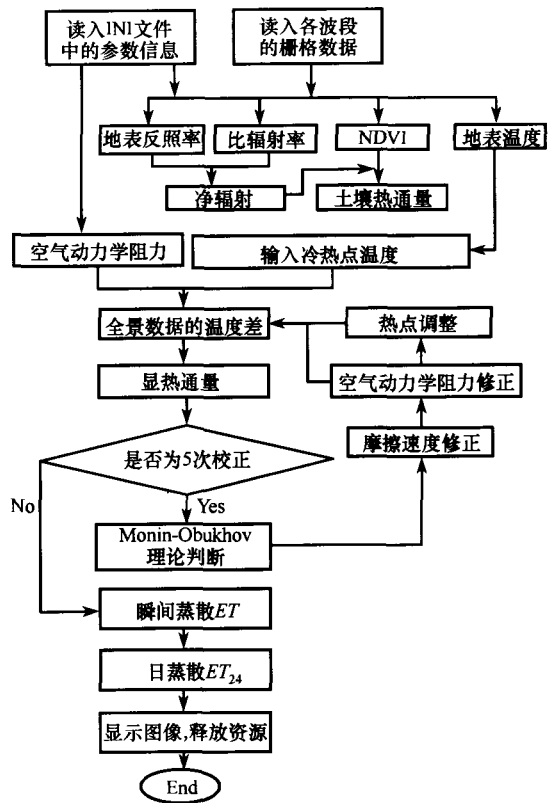 读入INI文件
中的参数信息
读入各波段
的栅格数据
地表反照率
比辐射率
NDVI
地表温度
净辐射
土壤热通量
空气动力学阻力
输入冷热点温度
全景数据的温度差
热点调整
显热通量
空气动力学阻力修正
是否为5次校正
摩擦速度修正
No
Yes
Monin-Obukhov
理论判断
瞬间蒸散ET
日蒸散ET24
显示图像,释放资源
End